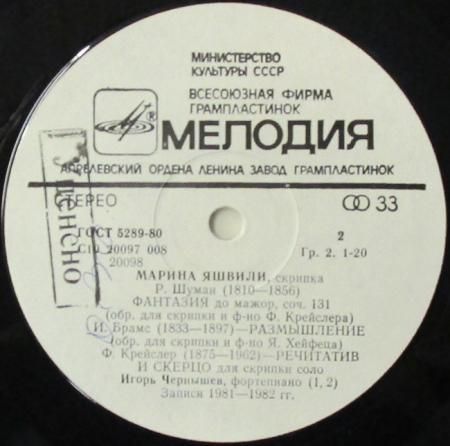 МИНИСТЕРСТВО
КУЛЬТУРЫ СССР
ВСЕСОЮЗНАЯ ФИРМА
ГРАМПЛАСТИНОК
® МЕЛОДИЯ
АПРЕЛЕВСКИЙ ОРДЕНА ЛЕНИНА ЗАВОД ГРАМПЛАСТИНОК
СТЕРЕО 33
ГОСТ 5289-80 2
С10 20097 008 Гр. 2. 1-20
20098
Уценено
МАРИНА ЯШВИЛИ, скрипка
Р. Шуман (1810—1856)
ФАНТАЗИЯ до мажор, соч. 131
(обр. для скрипки и ф-но Ф. Крейслера)
И. Брамс (1833—1897)—РАЗМЫШЛЕНИЕ
(обр. для скрипки и ф-но Я. Хейфеца)
Ф. Крейслер (1875—1962)—РЕЧИТАТИВ
И СКЕРЦО для скрипки соло
Игорь Чернышев, фортепиано (1, 2)
Записи 1981—1982 гг.